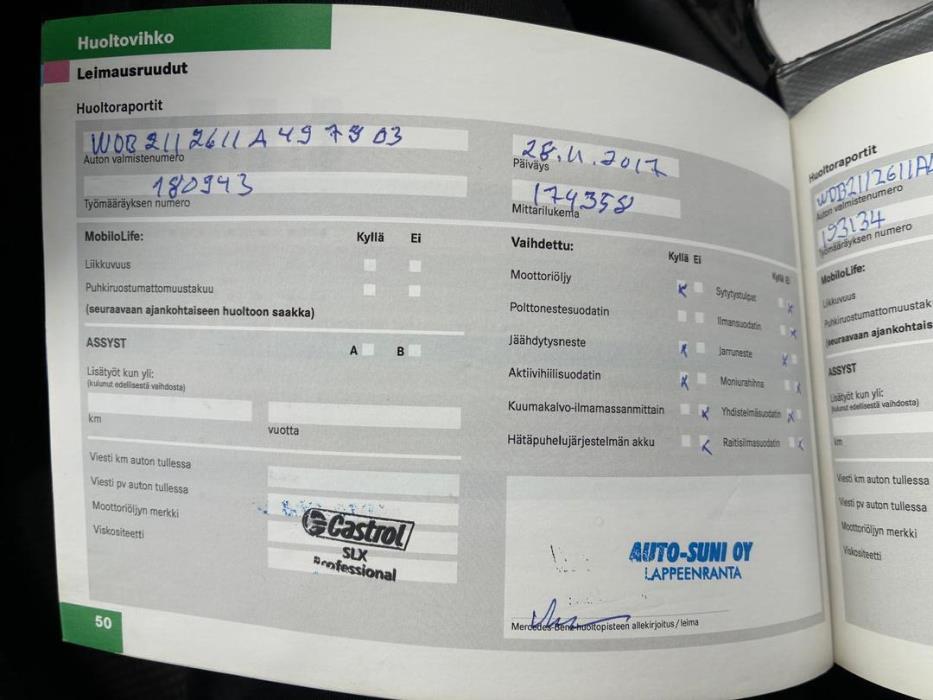 Huoltovihko
Leimausruudut
Huoltoraportit
WDB2112611A497903
Auton valmistenumero
28.11.2017
Päiväys
180943
Työmääräyksen numero
174358
Mittarilukema
MobiloLife: Kyllä Ei
Liikkuvuus
Puhkiruostumattomuustakuu
(seuraavaan ajankohtaiseen huoltoon saakka)
ASSYST A B
Lisätyöt kun yli:
(kulunut edellisestä vaihdosta)
km
vuotta
Viesti km auton tullessa
Viesti pv auton tullessa
Moottoriöljyn merkki
Viskositeetti
Castrol
SLX
Professional
Vaihdettu:
Kyllä Ei Kyllä Ei
Moottoriöljy Sytytystulpat
Polttonestesuodatin Ilmansuodatin
Jäähdytysneste Jarruneste
Aktiivihiilisuodatin Moniurahihna
Kuumakalvo-ilmamassanmittain Yhdistelmäsuodatin
Hätäpuhelujärjestelmän akku Raitisilmasuodatin
AUTO-SUNI OY
LAPPEENRANTA
Mercedes-Benz-huoltopisteen allekirjoitus/leima
50
Huoltoraportit
WDB2112611A
Auton valmistenumero
193134
Työmääräyksen numero
MobiloLife:
Liikkuvuus
Puhkiruostumattomuustak
(seuraavaan ajankohtais
ASSYST
Lisätyöt kun yli:
(kulunut edellisestä vaihdosta)
km
Viesti km auton tullessa
Viesti pv auton tullessa
Moottoriöljyn merkki
Viskositeetti